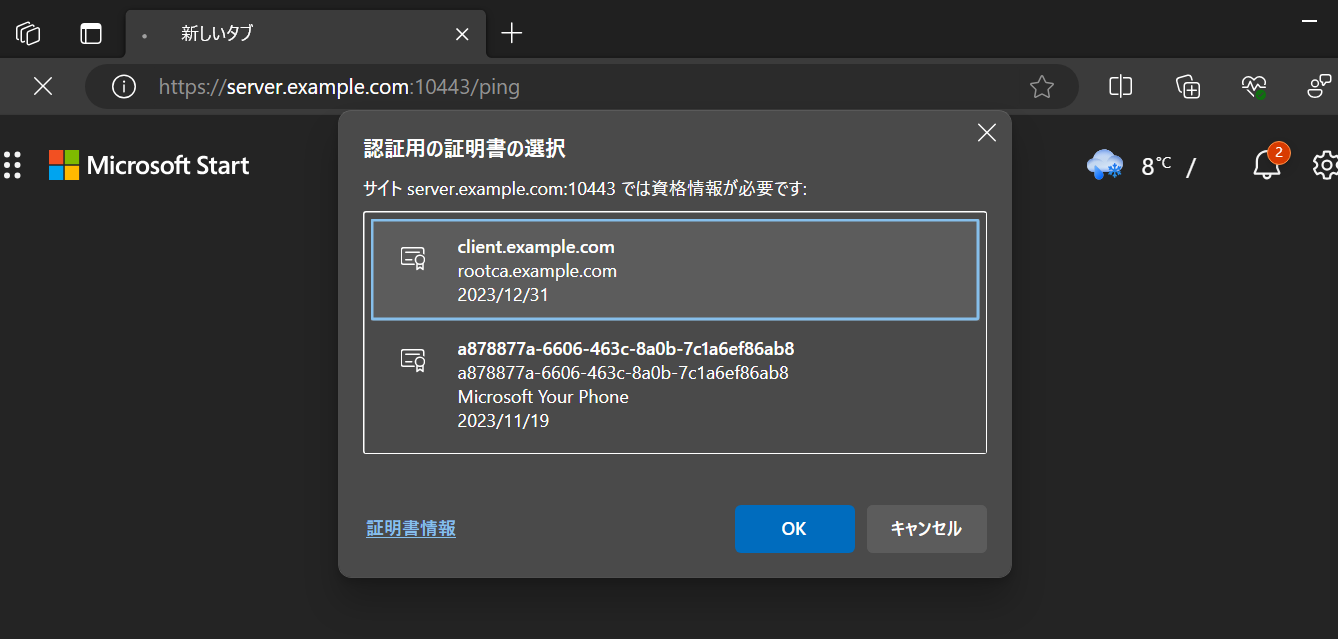 新しいタブ
https://server.example.com:10443/ping
認証用の証明書の選択
サイト server.example.com:10443 では資格情報が必要です:
Microsoft Start
8°C /
2
client.example.com
rootca.example.com
2023/12/31
a878877a-6606-463c-8a0b-7c1a6ef86ab8
a878877a-6606-463c-8a0b-7c1a6ef86ab8
Microsoft Your Phone
2023/11/19
証明書情報
OK
キャンセル